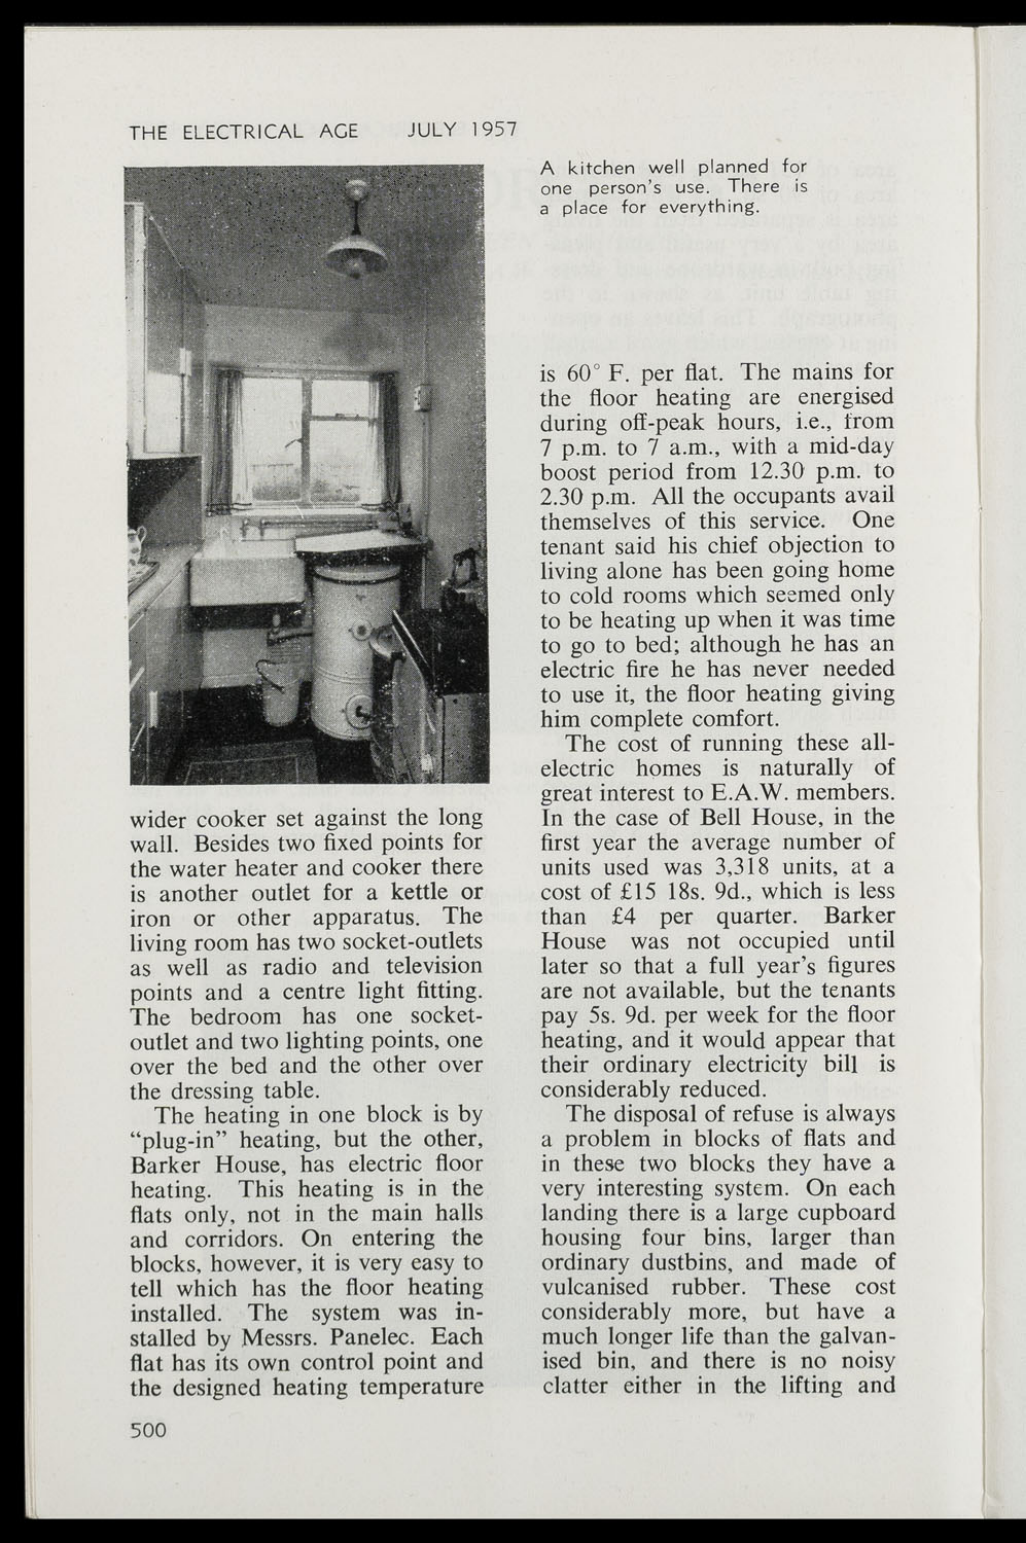 THE ELECTRICAL AGE JULY 1957
A kitchen well planned for
one person's use. There is
a place for everything.
wider cooker set against the long
wall. Besides two fixed points for
the water heater and cooker there
is another outlet for a kettle or
iron or other apparatus. The
living room has two socket-outlets
as well as radio and television
points and a centre light fitting.
The bedroom has one socket-
outlet and two lighting points, one
over the bed and the other over
the dressing table.
The heating in one block is by
“plug-in” heating, but the other,
Barker House, has electric floor
heating. This heating is in the
flats only, not in the main halls
and corridors. On entering the
blocks, however, it is very easy to
tell which has the floor heating
installed. The system was in-
stalled by Messrs. Panelec. Each
flat has its own control point and
the designed heating temperature
is 60° F. per flat. The mains for
the floor heating are energised
during off-peak hours, i.e., from
7 p.m. to 7 a.m., with a mid-day
boost period from 12.30 p.m. to
2.30 p.m. All the occupants avail
themselves of this service. One
tenant said his chief objection to
living alone has been going home
to cold rooms which seemed only
to be heating up when it was time
to go to bed; although he has an
electric fire he has never needed
to use it, the floor heating giving
him complete comfort.
The cost of running these all-
electric homes is naturally of
great interest to E.A.W. members.
In the case of Bell House, in the
first year the average number of
units used was 3,318 units, at a
cost of £15 18s. 9d., which is less
than £4 per quarter. Barker
House was not occupied until
later so that a full year's figures
are not available, but the tenants
pay 5s. 9d. per week for the floor
heating, and it would appear that
their ordinary electricity bill is
considerably reduced.
The disposal of refuse is always
a problem in blocks of flats and
in these two blocks they have a
very interesting system. On each
landing there is a large cupboard
housing four bins, larger than
ordinary dustbins, and made of
vulcanised rubber. These cost
considerably more, but have a
much longer life than the galvan-
ised bin, and there is no noisy
clatter either in the lifting and
500